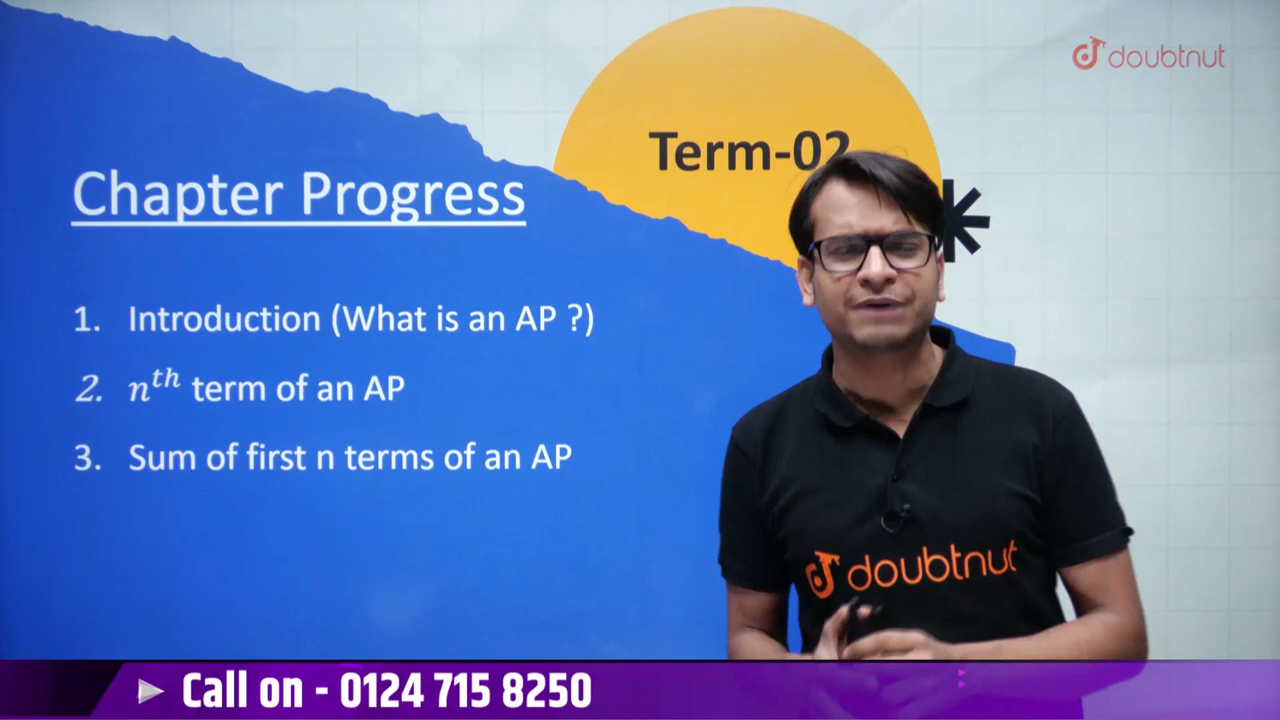 doubtnut
Term-02
Chapter Progress
1. Introduction (What is an AP ?)
2. nᵗʰ term of an AP
3. Sum of first n terms of an AP
doubtnut
Call on - 0124 715 8250